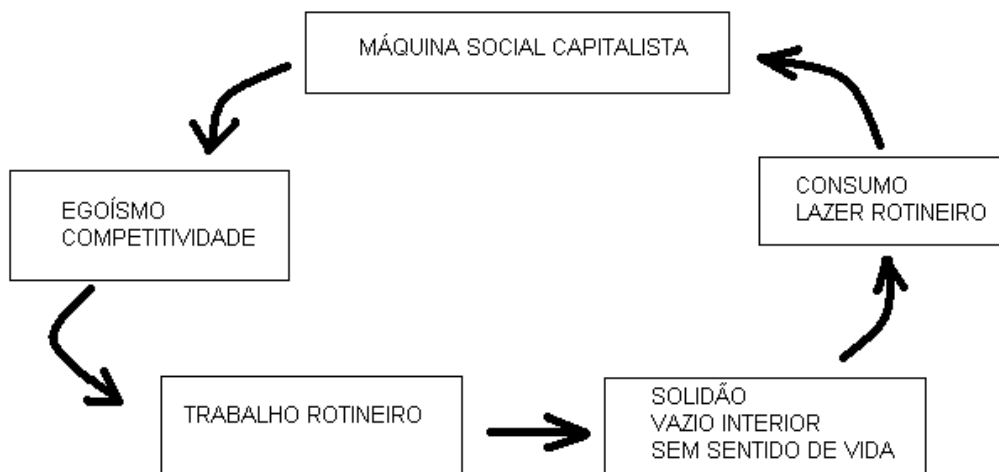 MÁQUINA SOCIAL CAPITALISTA
EGOÍSMO
COMPETITIVIDADE
TRABALHO ROTINEIRO
SOLIDÃO
VAZIO INTERIOR
SEM SENTIDO DE VIDA
CONSUMO
LAZER ROTINEIRO